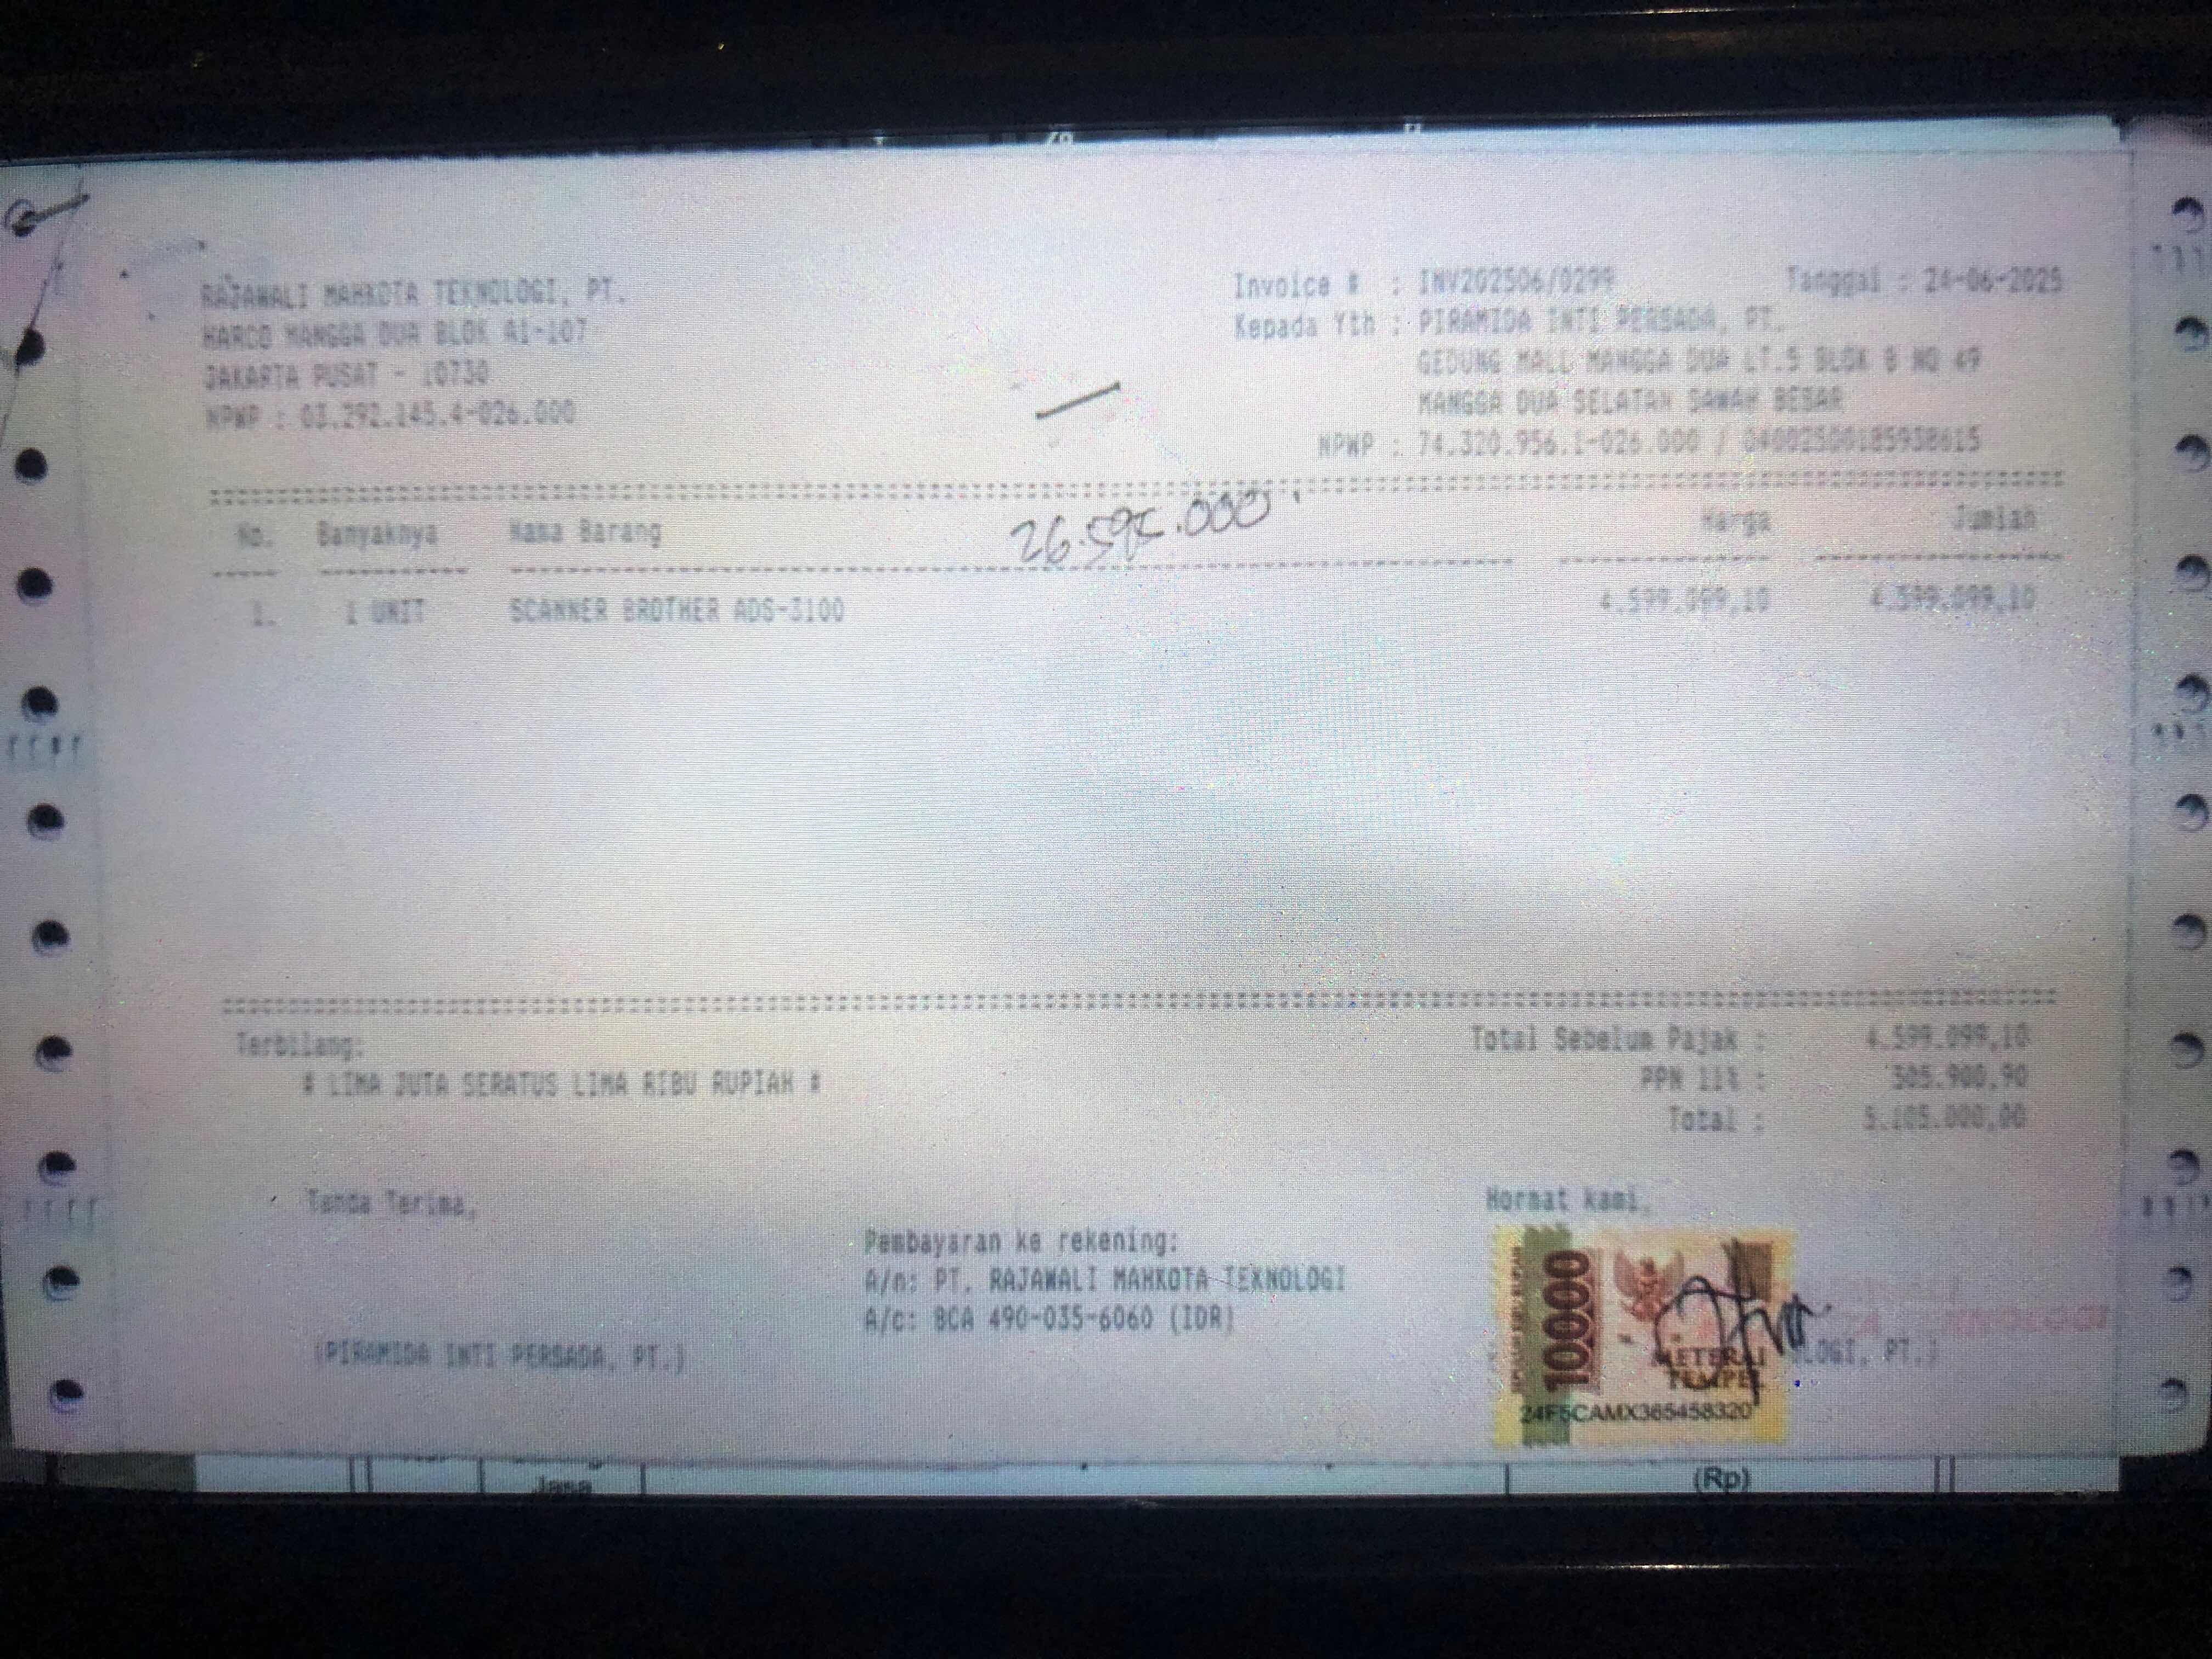 RAJAWALI MAHKOTA TEKNOLOGI, PT.
HARCO MANGGA DUA BLOK A1-107
JAKARTA PUSAT - 10730
NPWP : 03.292.145.4-026.000
Invoice # : INV202506/0299 Tanggal : 24-06-2025
Kepada Yth : PIRAMIDA INTI PERSADA, PT.
GEDUNG MALL MANGGA DUA LT.5 BLOK B NO 49
MANGGA DUA SELATAN SAWAH BESAR
NPWP : 74.320.956.1-026.000 /
26.595.000
No. Banyaknya Nama Barang Harga Jumlah
1. 1 UNIT SCANNER BROTHER ADS-3100 4.599.099,10 4.599.099,10
Terbilang:
# LIMA JUTA SERATUS LIMA RIBU RUPIAH #
Total Sebelum Pajak : 4.599.099,10
PPN 11% : 505.900,90
Total : 5.105.000,00
Tanda Terima,
(PIRAMIDA INTI PERSADA, PT.)
Pembayaran ke rekening:
A/n: PT. RAJAWALI MAHKOTA TEKNOLOGI
A/c: BCA 490-035-6060 (IDR)
Hormat kami,
10000
METERAI
TEMPEL
24F5CAMX365458320
LOGI, PT.)
Jasa
(Rp)